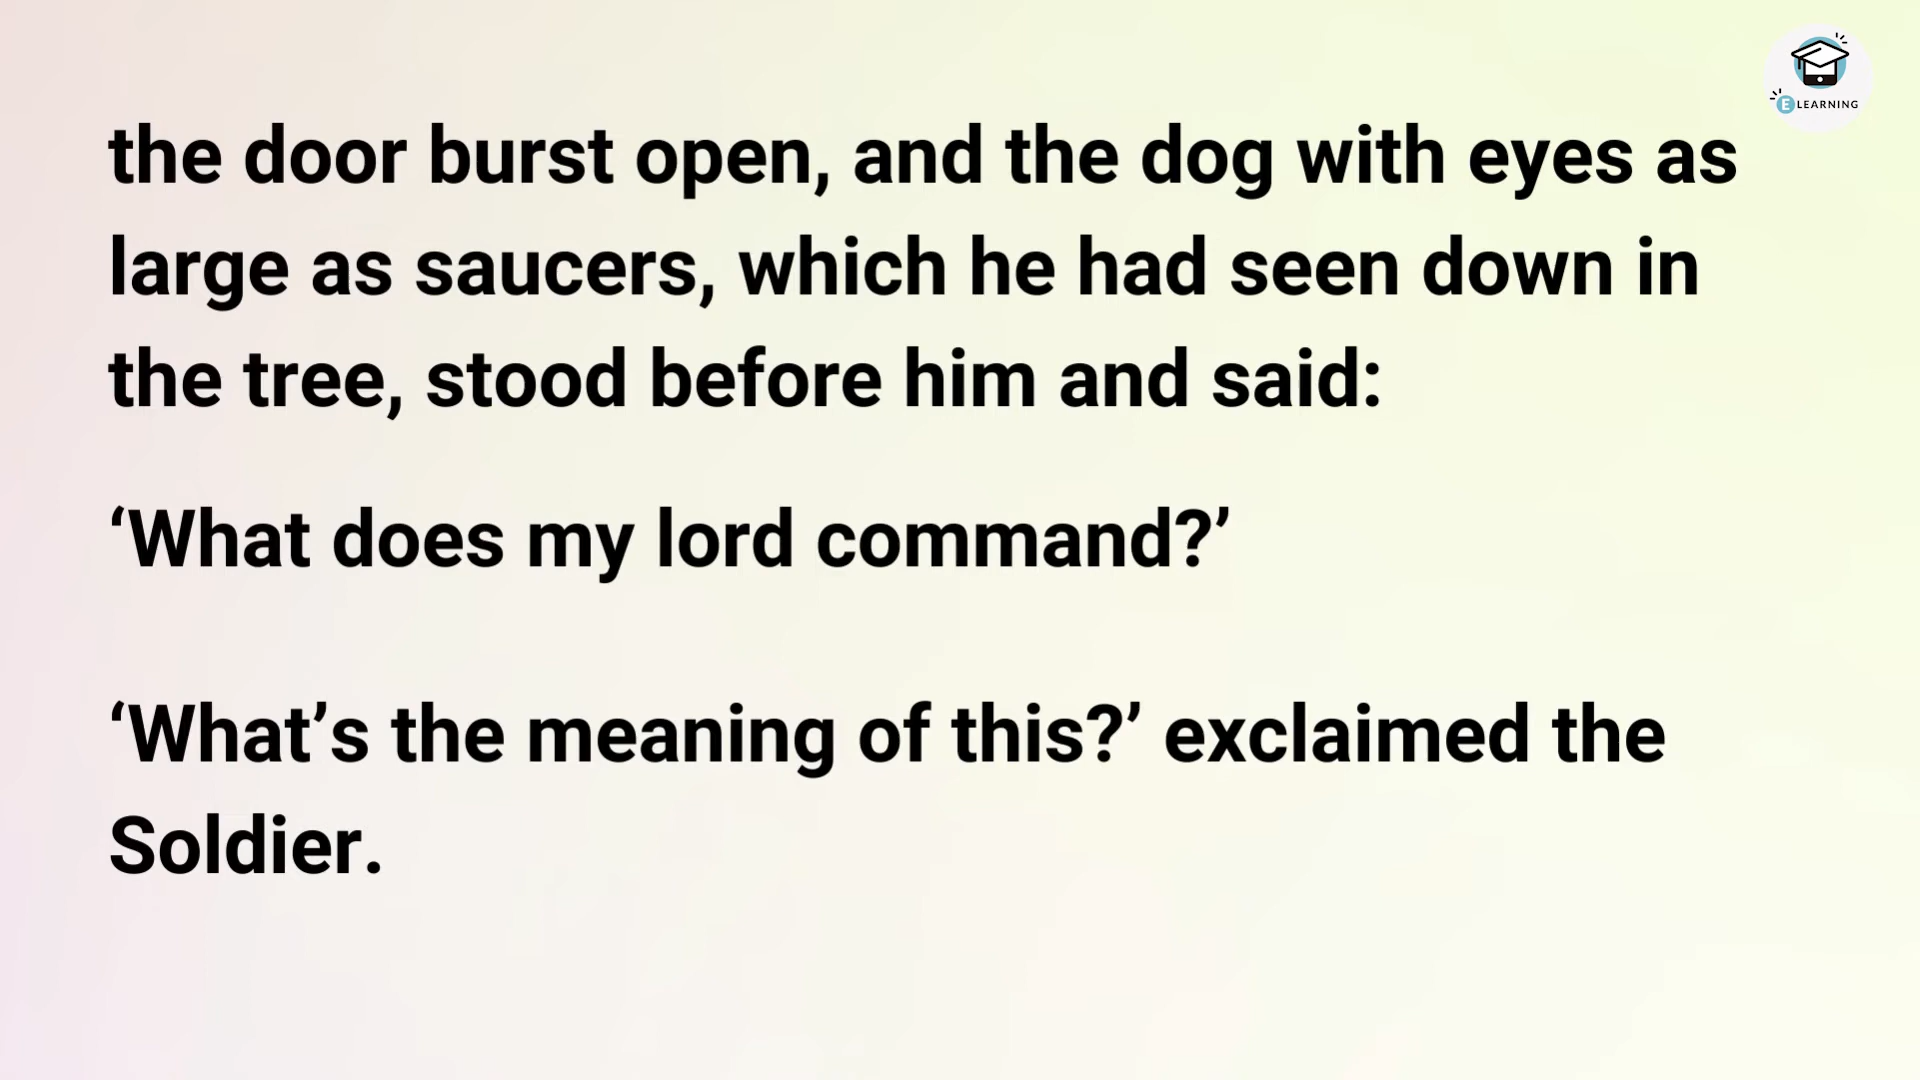 E LEARNING
the door burst open, and the dog with eyes as
large as saucers, which he had seen down in
the tree, stood before him and said:
‘What does my lord command?’
‘What’s the meaning of this?’ exclaimed the
Soldier.